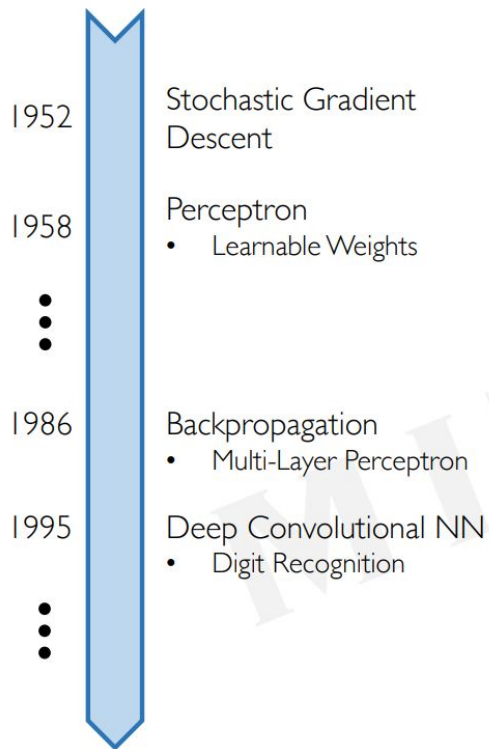 1952
Stochastic Gradient
Descent
1958
Perceptron
• Learnable Weights
1986
Backpropagation
• Multi-Layer Perceptron
1995
Deep Convolutional NN
• Digit Recognition